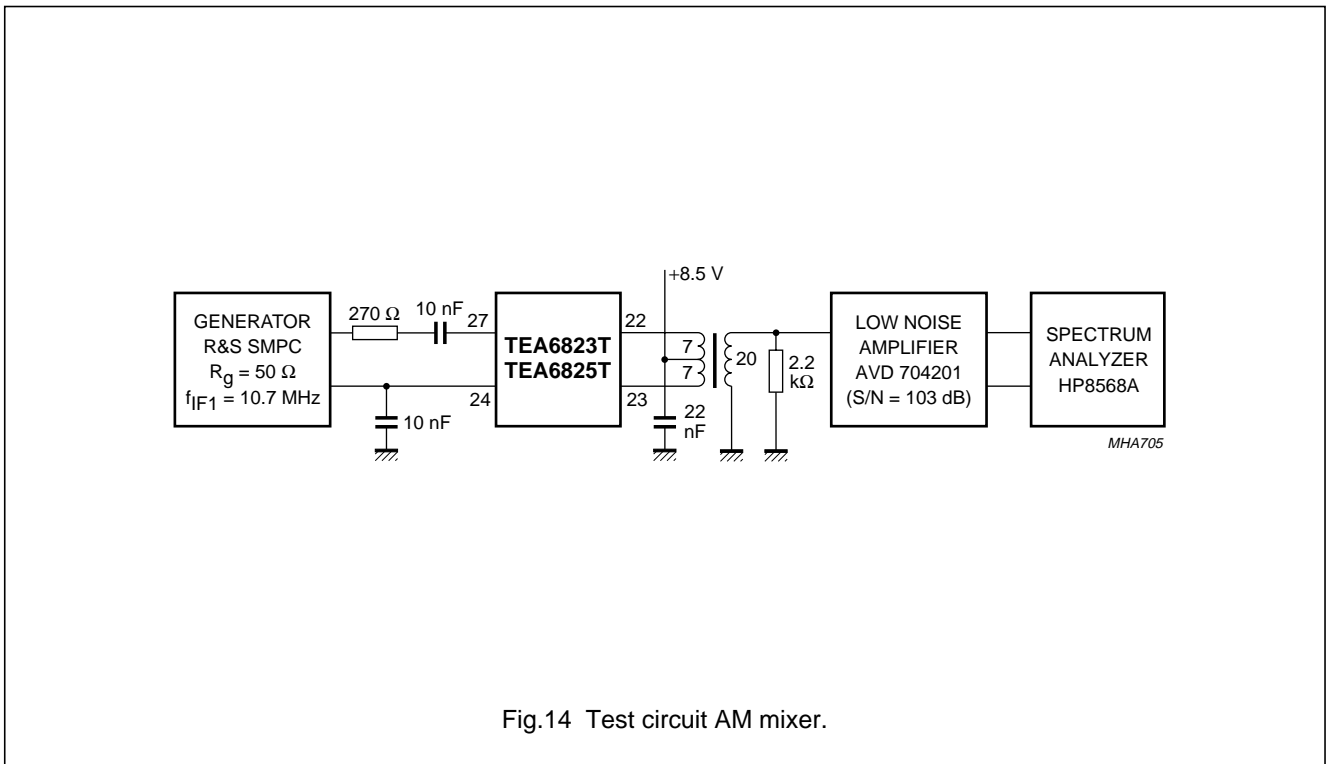 +8.5 V
GENERATOR
R&S SMPC
Rg = 50 Ω
fIF1 = 10.7 MHz
270 Ω
10 nF
27
24
10 nF
TEA6823T
TEA6825T
22
23
7
7
20
22
nF
2.2
kΩ
LOW NOISE
AMPLIFIER
AVD 704201
(S/N = 103 dB)
SPECTRUM
ANALYZER
HP8568A
MHA705
Fig.14 Test circuit AM mixer.